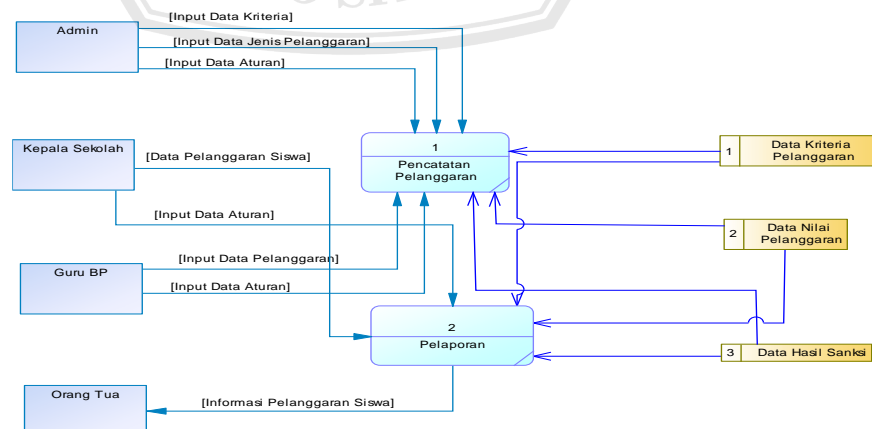 [Input Data Kriteria]
Admin
[Input Data Jenis Pelanggaran]
[Input Data Aturan]
Kepala Sekolah
[Data Pelanggaran Siswa]
1
Pencatatan
Pelanggaran
1
Data Kriteria
Pelanggaran
[Input Data Aturan]
2
Data Nilai
Pelanggaran
Guru BP
[Input Data Pelanggaran]
[Input Data Aturan]
2
Pelaporan
3
Data Hasil Sanksi
Orang Tua
[Informasi Pelanggaran Siswa]